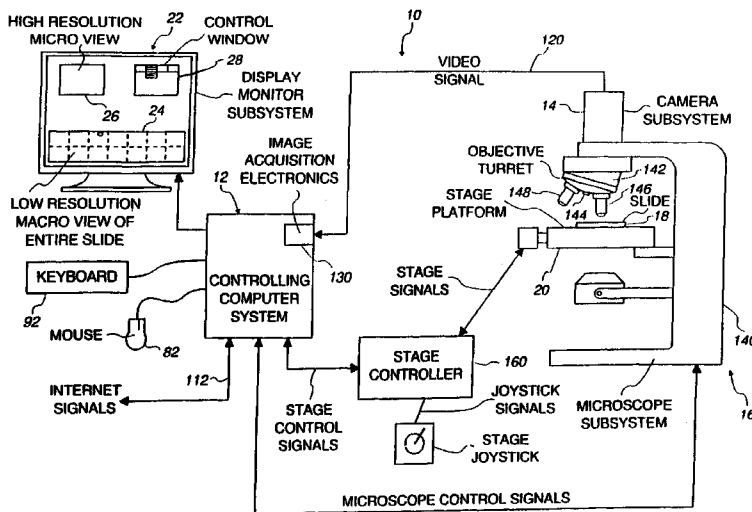 HIGH RESOLUTION
MICRO VIEW
22
CONTROL
WINDOW
28
DISPLAY
MONITOR
SUBSYSTEM
26
24
LOW RESOLUTION
MACRO VIEW OF
ENTIRE SLIDE
10
120
VIDEO
SIGNAL
14
CAMERA
SUBSYSTEM
IMAGE
ACQUISITION
ELECTRONICS
12
130
OBJECTIVE
TURRET
142
148
144
146
STAGE
PLATFORM
SLIDE
18
20
KEYBOARD
92
CONTROLLING
COMPUTER
SYSTEM
MOUSE
82
STAGE
SIGNALS
140
INTERNET
SIGNALS
112
STAGE
CONTROL
SIGNALS
STAGE
CONTROLLER
160
JOYSTICK
SIGNALS
STAGE
JOYSTICK
MICROSCOPE
SUBSYSTEM
16
MICROSCOPE CONTROL SIGNALS